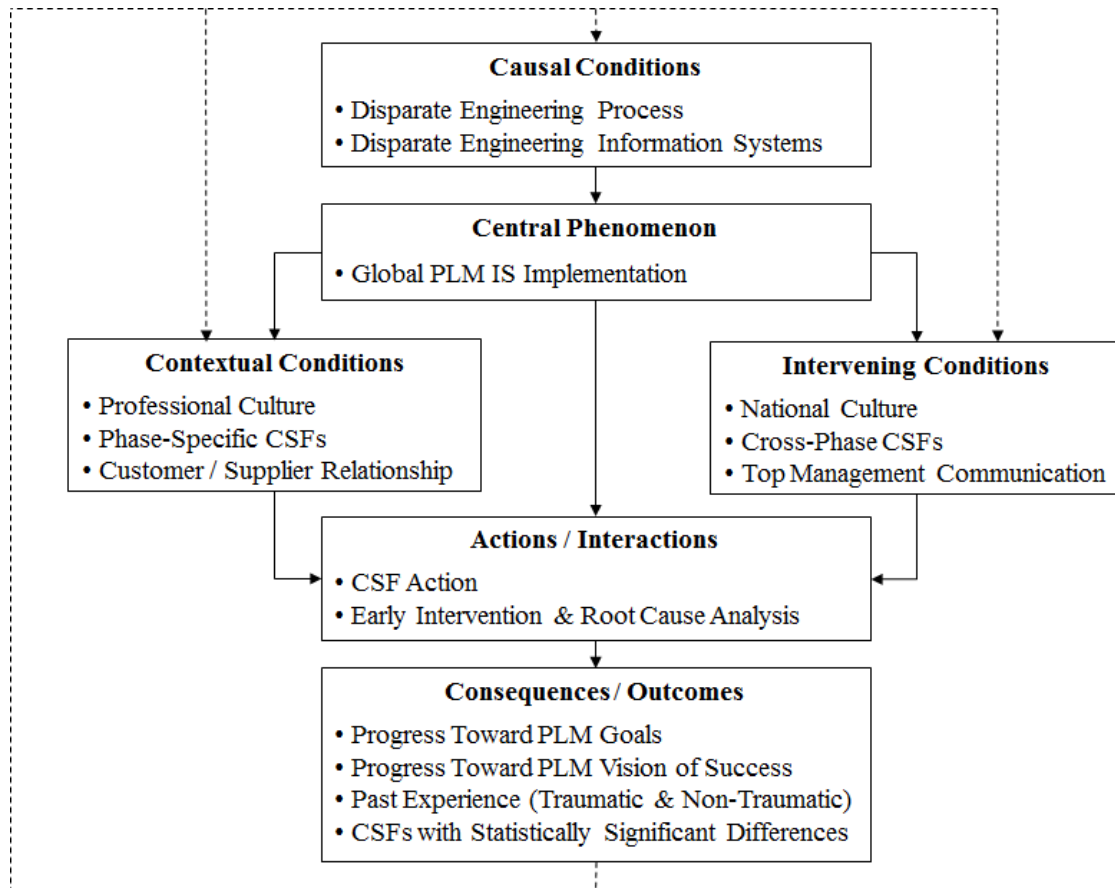 Causal Conditions
• Disparate Engineering Process
• Disparate Engineering Information Systems
Central Phenomenon
• Global PLM IS Implementation
Contextual Conditions
• Professional Culture
• Phase-Specific CSFs
• Customer / Supplier Relationship
Intervening Conditions
• National Culture
• Cross-Phase CSFs
• Top Management Communication
Actions / Interactions
• CSF Action
• Early Intervention & Root Cause Analysis
Consequences / Outcomes
• Progress Toward PLM Goals
• Progress Toward PLM Vision of Success
• Past Experience (Traumatic & Non-Traumatic)
• CSFs with Statistically Significant Differences